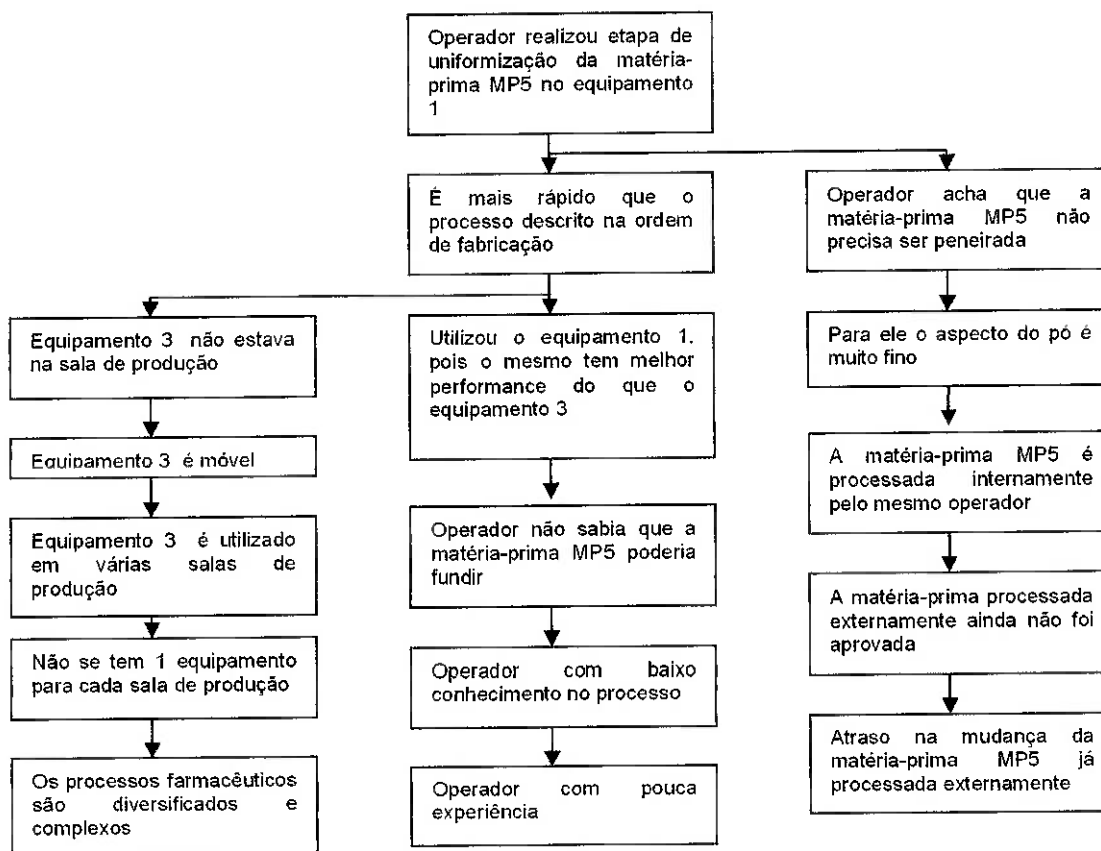 Operador realizou etapa de
uniformização da matéria-
prima MP5 no equipamento
1
É mais rápido que o
processo descrito na ordem
de fabricação
Operador acha que a
matéria-prima MP5 não
precisa ser peneirada
Equipamento 3 não estava
na sala de produção
Utilizou o equipamento 1.
pois o mesmo tem melhor
performance do que o
equipamento 3
Para ele o aspecto do pó é
muito fino
Equipamento 3 é móvel
A matéria-prima MP5 é
processada internamente
pelo mesmo operador
Equipamento 3 é utilizado
em várias salas de
produção
Operador não sabia que a
matéria-prima MP5 poderia
fundir
A matéria-prima processada
externamente ainda não foi
aprovada
Não se tem 1 equipamento
para cada sala de produção
Operador com baixo
conhecimento no processo
Atraso na mudança da
matéria-prima MP5 já
processada externamente
Os processos farmacêuticos
são diversificados e
complexos
Operador com pouca
experiência